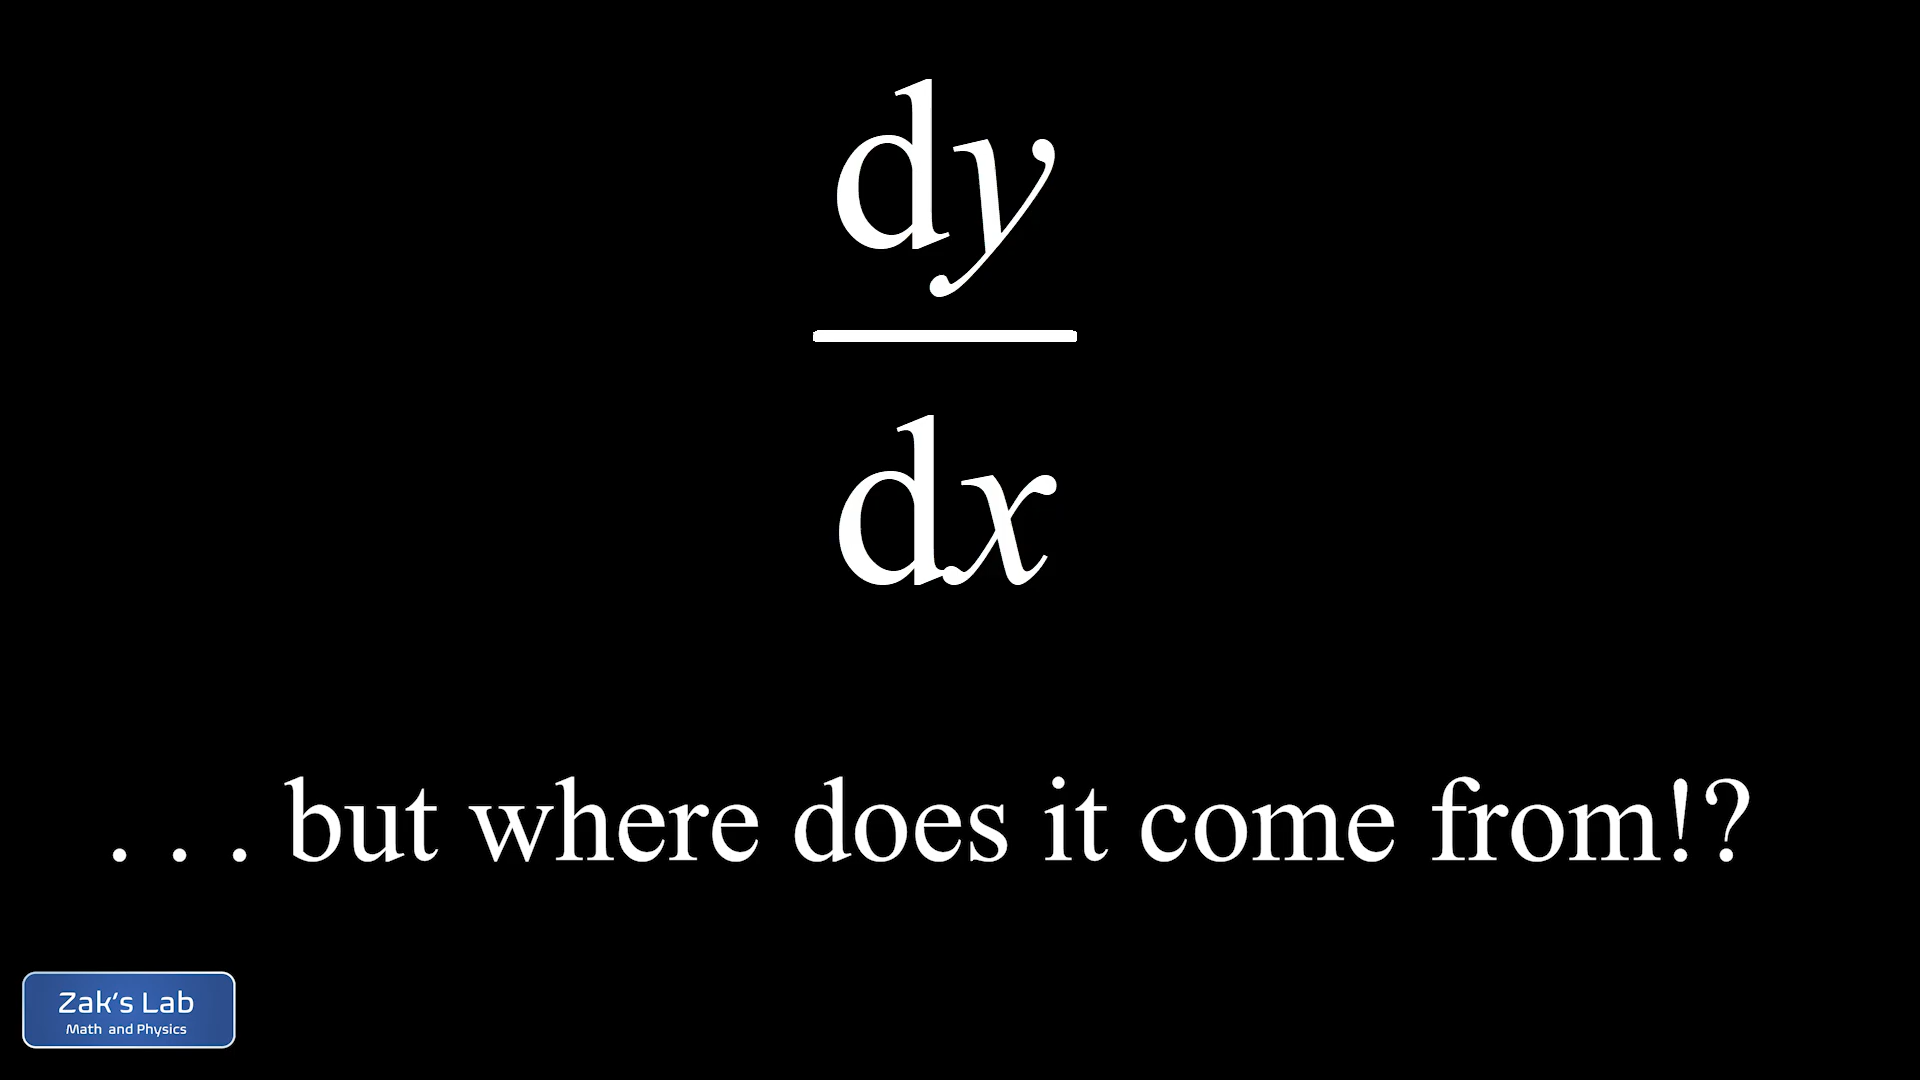 dy
dx
. . . but where does it come from!?
Zak's Lab
Math and Physics